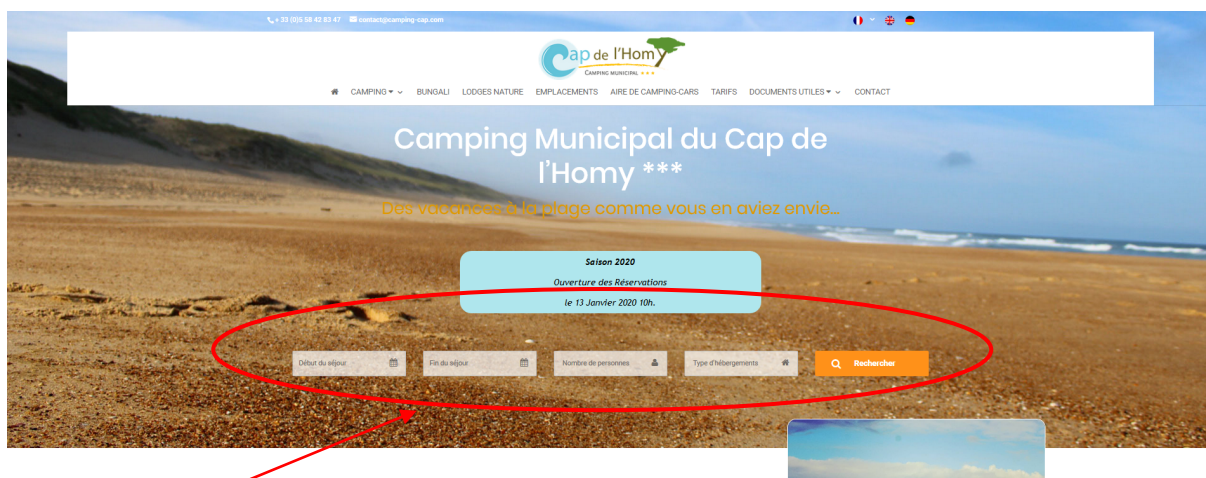 + 33 (0)5 58 42 83 47 contact@camping-cap.com
Cap de l'Homy
CAMPING MUNICIPAL ***
CAMPING BUNGALI LODGES NATURE EMPLACEMENTS AIRE DE CAMPING-CARS TARIFS DOCUMENTS UTILES CONTACT
Camping Municipal du Cap de
l'Homy ***
Des vacances à la plage comme vous en aviez envie...
Saison 2020
Ouverture des Réservations
le 13 Janvier 2020 10h.
Début du séjour Fin du séjour Nombre de personnes Type d'hébergements Rechercher